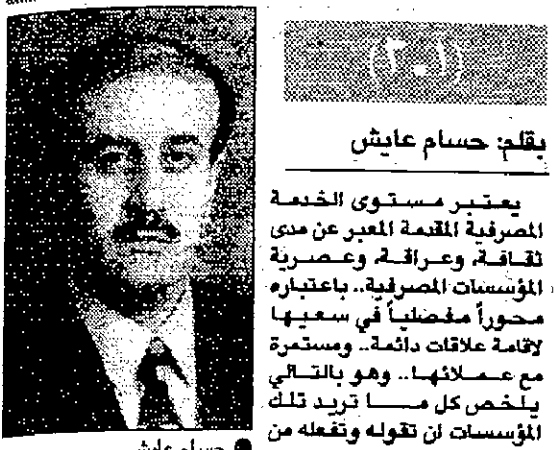 (٢.١)
بقلم: حسام عايش
يعتبر مستوى الخدمة
المصرفية المقدمة المعبر عن مدى
ثقافة، وعراقة، وعصرية
المؤسسات المصرفية.. باعتباره
محوراً مفصلياً في سعيها
لاقامة علاقات دائمة.. ومستمرة
مع عملائها.. وهو بالتالي
يلخص كل ما تريد تلك
المؤسسات ان تقوله وتفعله من
حسام عايش